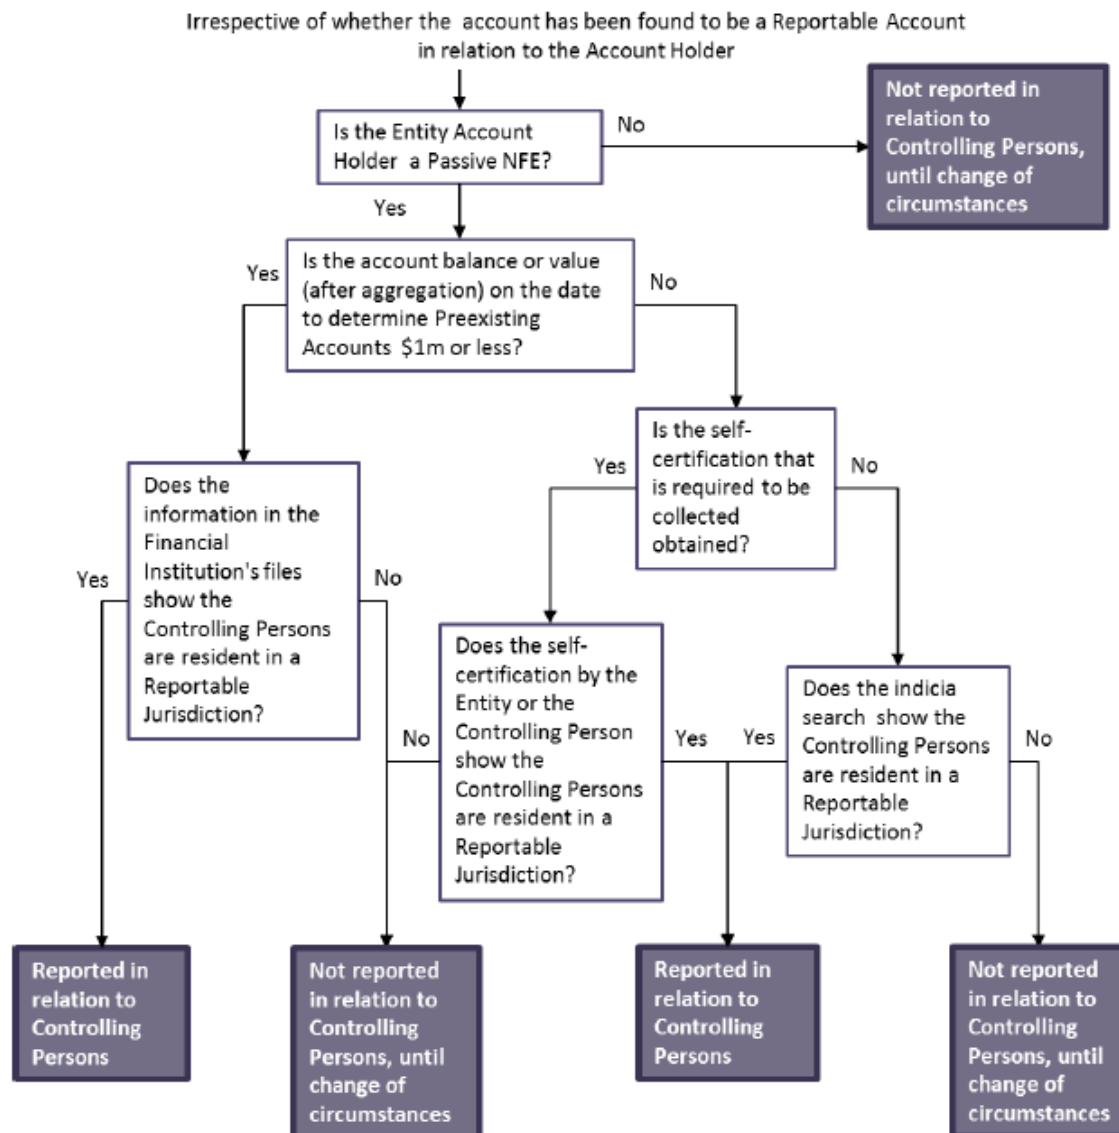 Irrespective of whether the account has been found to be a Reportable Account
in relation to the Account Holder
Is the Entity Account
Holder a Passive NFE?
No
Not reported in
relation to
Controlling Persons,
until change of
circumstances
Yes
Yes
Is the account balance or value
(after aggregation) on the date
to determine Preexisting
Accounts $1m or less?
No
Is the self-
certification that
is required to be
collected
obtained?
Yes
No
Does the
information in the
Financial
Institution's files
show the
Controlling Persons
are resident in a
Reportable
Jurisdiction?
Yes
No
Does the self-
certification by the
Entity or the
Controlling Person
show the
Controlling Persons
are resident in a
Reportable
Jurisdiction?
No
Yes
Yes
Does the indicia
search show the
Controlling Persons
are resident in a
Reportable
Jurisdiction?
No
Reported in
relation to
Controlling
Persons
Not reported
in relation to
Controlling
Persons, until
change of
circumstances
Reported in
relation to
Controlling
Persons
Not reported
in relation to
Controlling
Persons, until
change of
circumstances